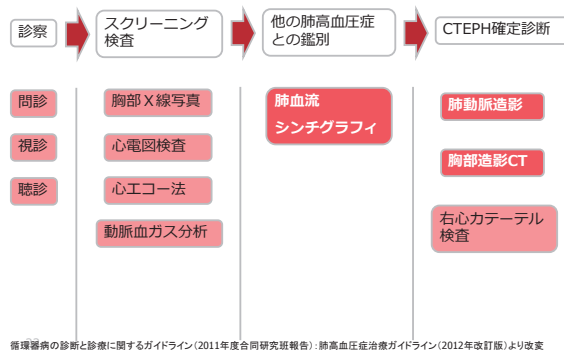 診察
スクリーニング
検査
他の肺高血圧症
との鑑別
CTEPH確定診断
問診
視診
聴診
胸部X線写真
心電図検査
心エコー法
動脈血ガス分析
肺血流
シンチグラフィ
肺動脈造影
胸部造影CT
右心カテーテル
検査
循環器病の診断と診療に関するガイドライン（2011年度合同研究班報告）：肺高血圧症治療ガイドライン（2012年改訂版）より改変